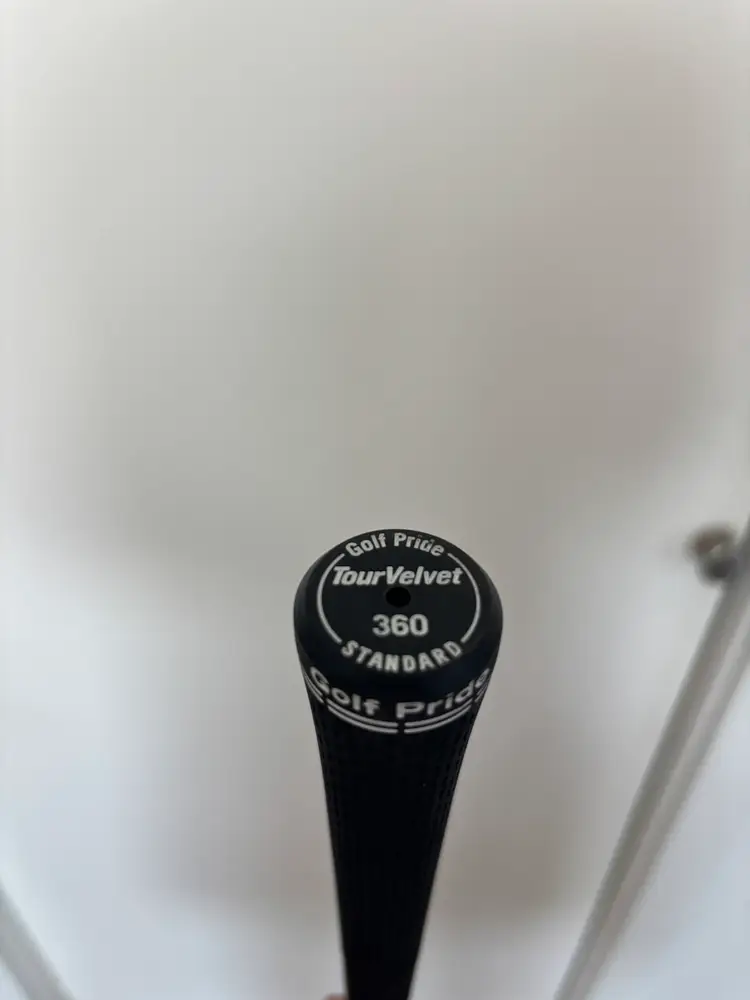 Golf Pride
TourVelvet
360
STANDARD
Golf Pride